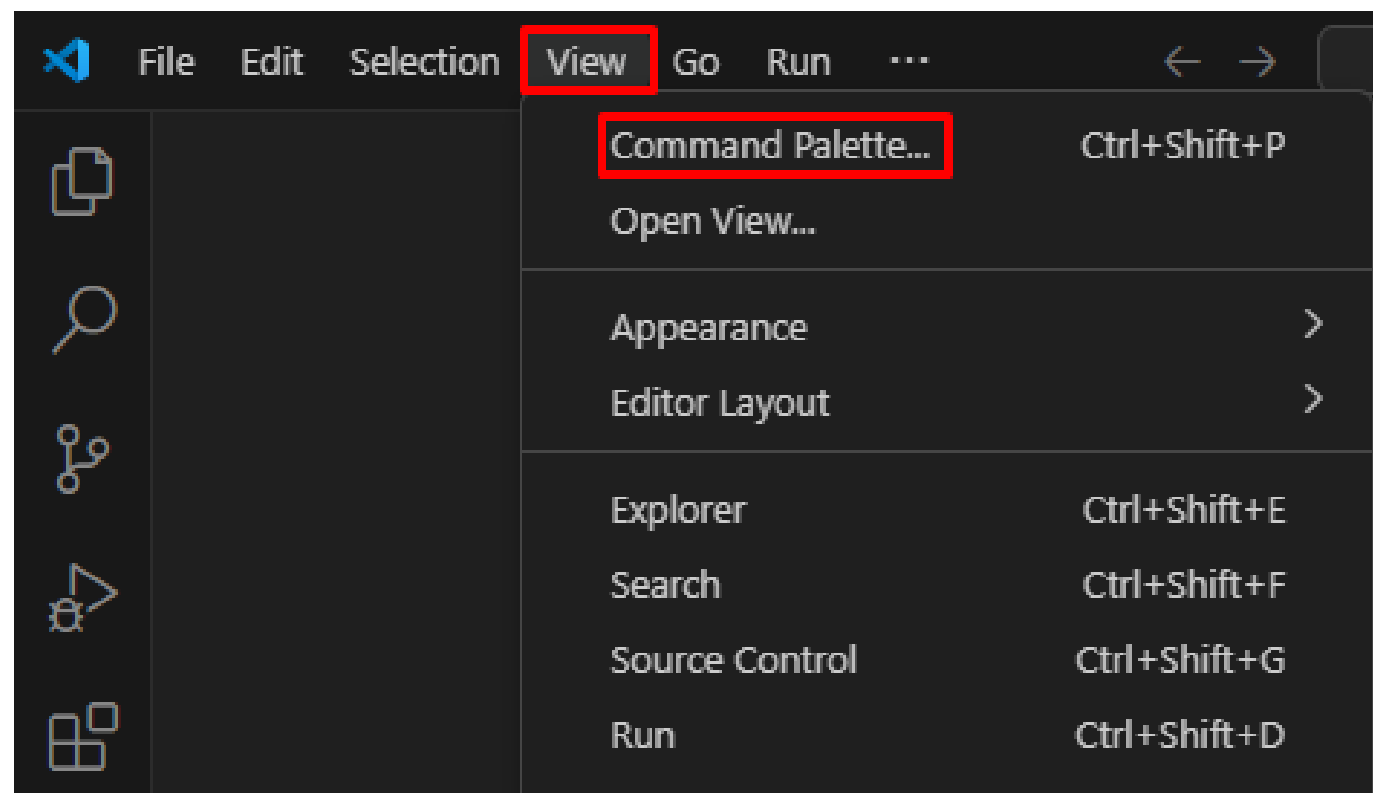 File Edit Selection View Go Run ...
Command Palette... Ctrl+Shift+P
Open View...
Appearance
Editor Layout
Explorer Ctrl+Shift+E
Search Ctrl+Shift+F
Source Control Ctrl+Shift+G
Run Ctrl+Shift+D